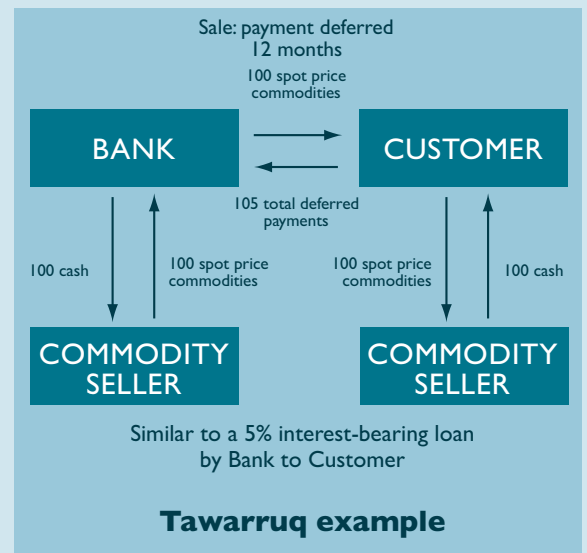 Sale: payment deferred
12 months
100 spot price
commodities
BANK
CUSTOMER
105 total deferred
payments
100 cash
100 spot price
commodities
100 spot price
commodities
100 cash
COMMODITY
SELLER
COMMODITY
SELLER
Similar to a 5% interest-bearing loan
by Bank to Customer
Tawarruq example